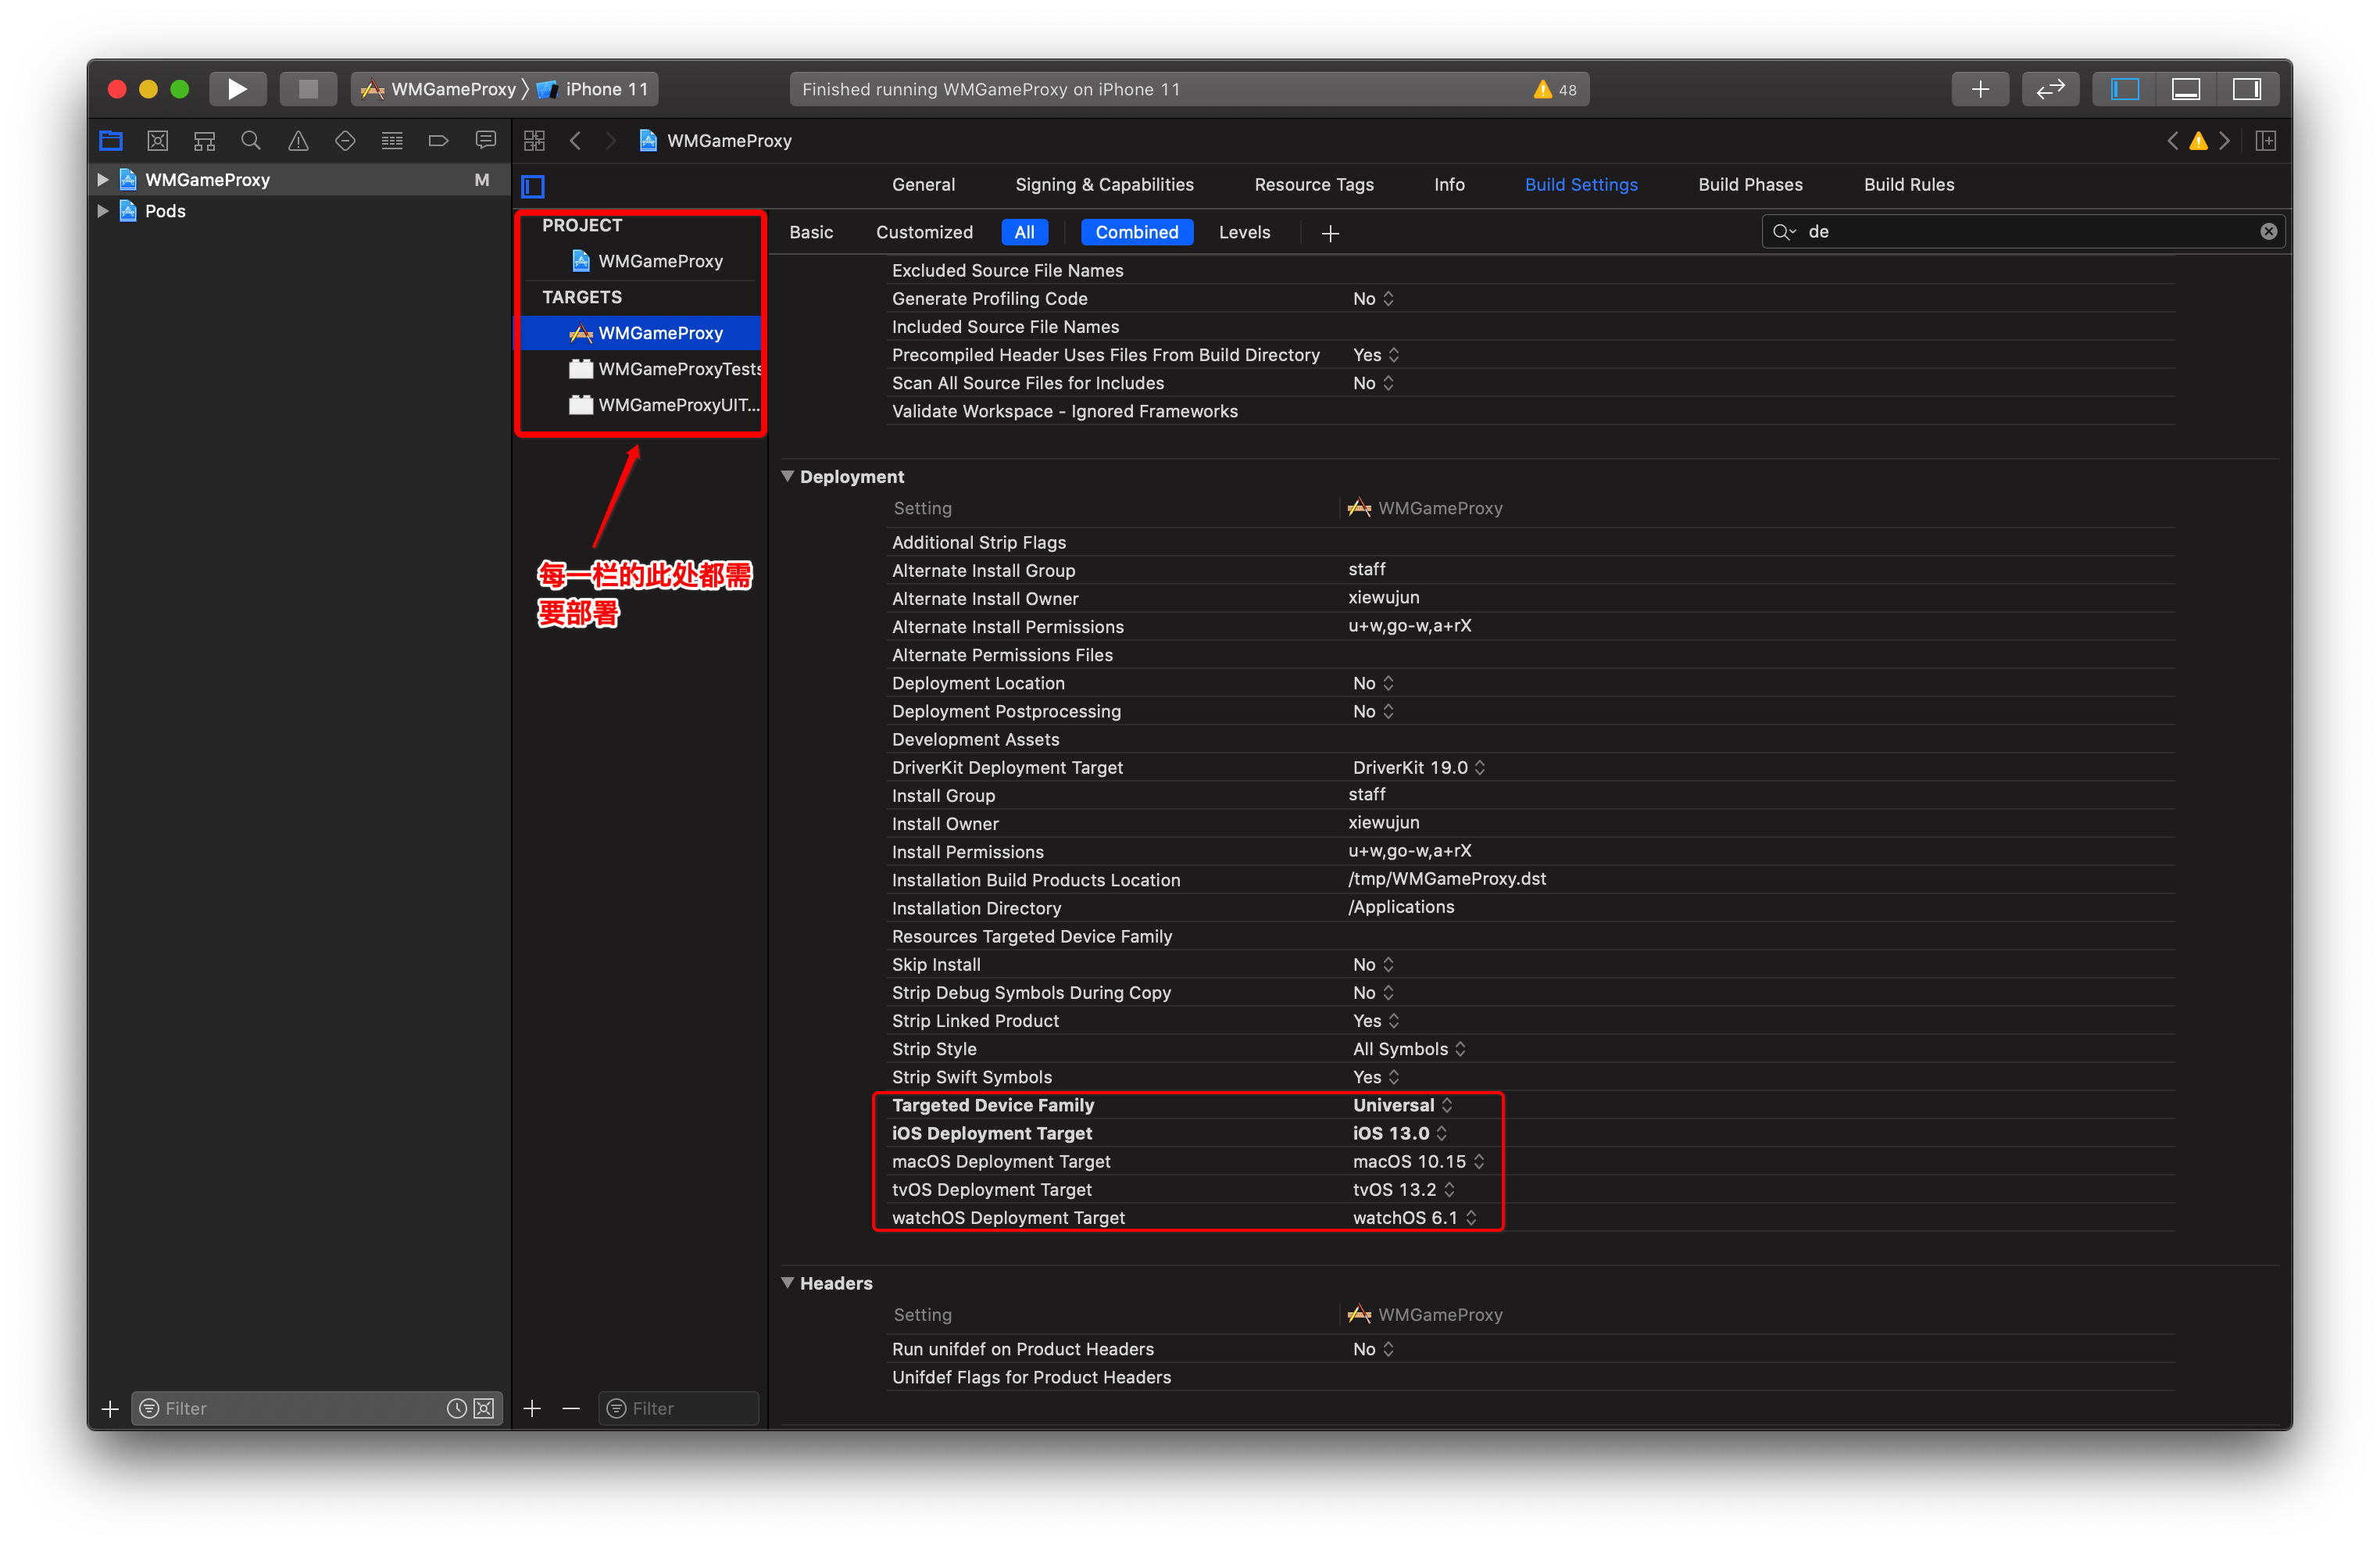 WMGameProxy
iPhone 11
Finished running WMGameProxy on iPhone 11
48
WMGameProxy
WMGameProxy
M
Pods
General
Signing & Capabilities
Resource Tags
Info
Build Settings
Build Phases
Build Rules
PROJECT
WMGameProxy
TARGETS
WMGameProxy
WMGameProxyTests
WMGameProxyUIT...
每一栏的此处都需
要部署
Basic
Customized
All
Combined
Levels
de
Excluded Source File Names
Generate Profiling Code No
Included Source File Names
Precompiled Header Uses Files From Build Directory Yes
Scan All Source Files for Includes No
Validate Workspace - Ignored Frameworks
Deployment
Setting WMGameProxy
Additional Strip Flags
Alternate Install Group staff
Alternate Install Owner xiewujun
Alternate Install Permissions u+w,go-w,a+rX
Alternate Permissions Files
Deployment Location No
Deployment Postprocessing No
Development Assets
DriverKit Deployment Target DriverKit 19.0
Install Group staff
Install Owner xiewujun
Install Permissions u+w,go-w,a+rX
Installation Build Products Location /tmp/WMGameProxy.dst
Installation Directory /Applications
Resources Targeted Device Family
Skip Install No
Strip Debug Symbols During Copy No
Strip Linked Product Yes
Strip Style All Symbols
Strip Swift Symbols Yes
Targeted Device Family Universal
iOS Deployment Target iOS 13.0
macOS Deployment Target macOS 10.15
tvOS Deployment Target tvOS 13.2
watchOS Deployment Target watchOS 6.1
Headers
Setting WMGameProxy
Run unifdef on Product Headers No
Unifdef Flags for Product Headers
Filter
Filter